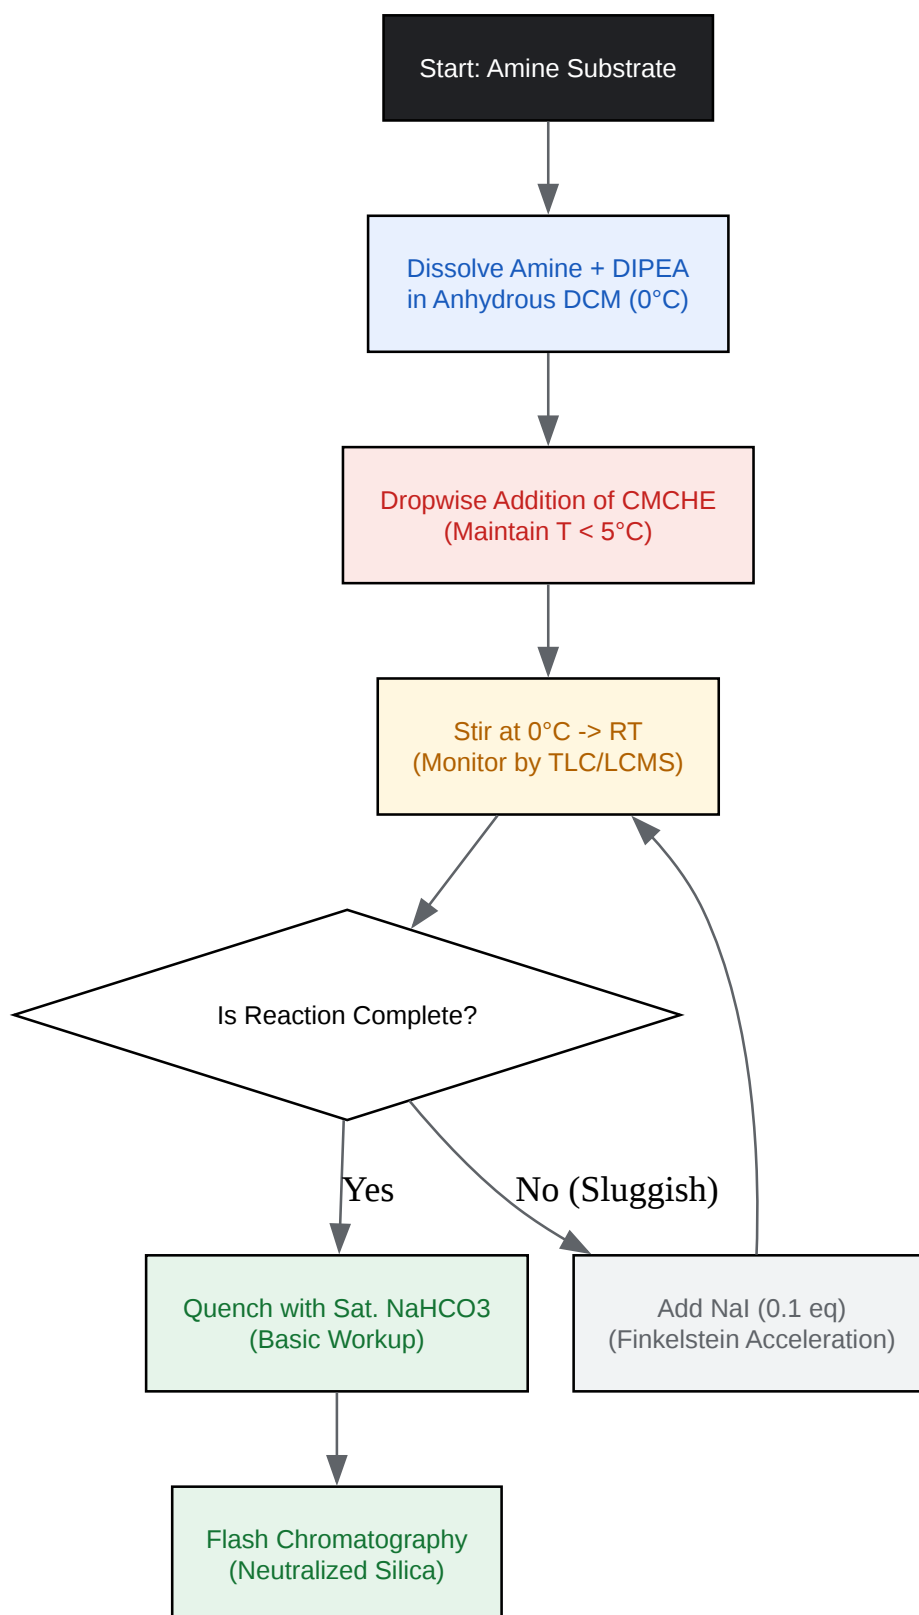 Start: Amine Substrate
Dissolve Amine + DIPEA
in Anhydrous DCM (0°C)
Dropwise Addition of CMCHE
(Maintain T < 5°C)
Stir at 0°C -> RT
(Monitor by TLC/LCMS)
Is Reaction Complete?
Yes
No (Sluggish)
Quench with Sat. NaHCO3
(Basic Workup)
Add NaI (0.1 eq)
(Finkelstein Acceleration)
Flash Chromatography
(Neutralized Silica)